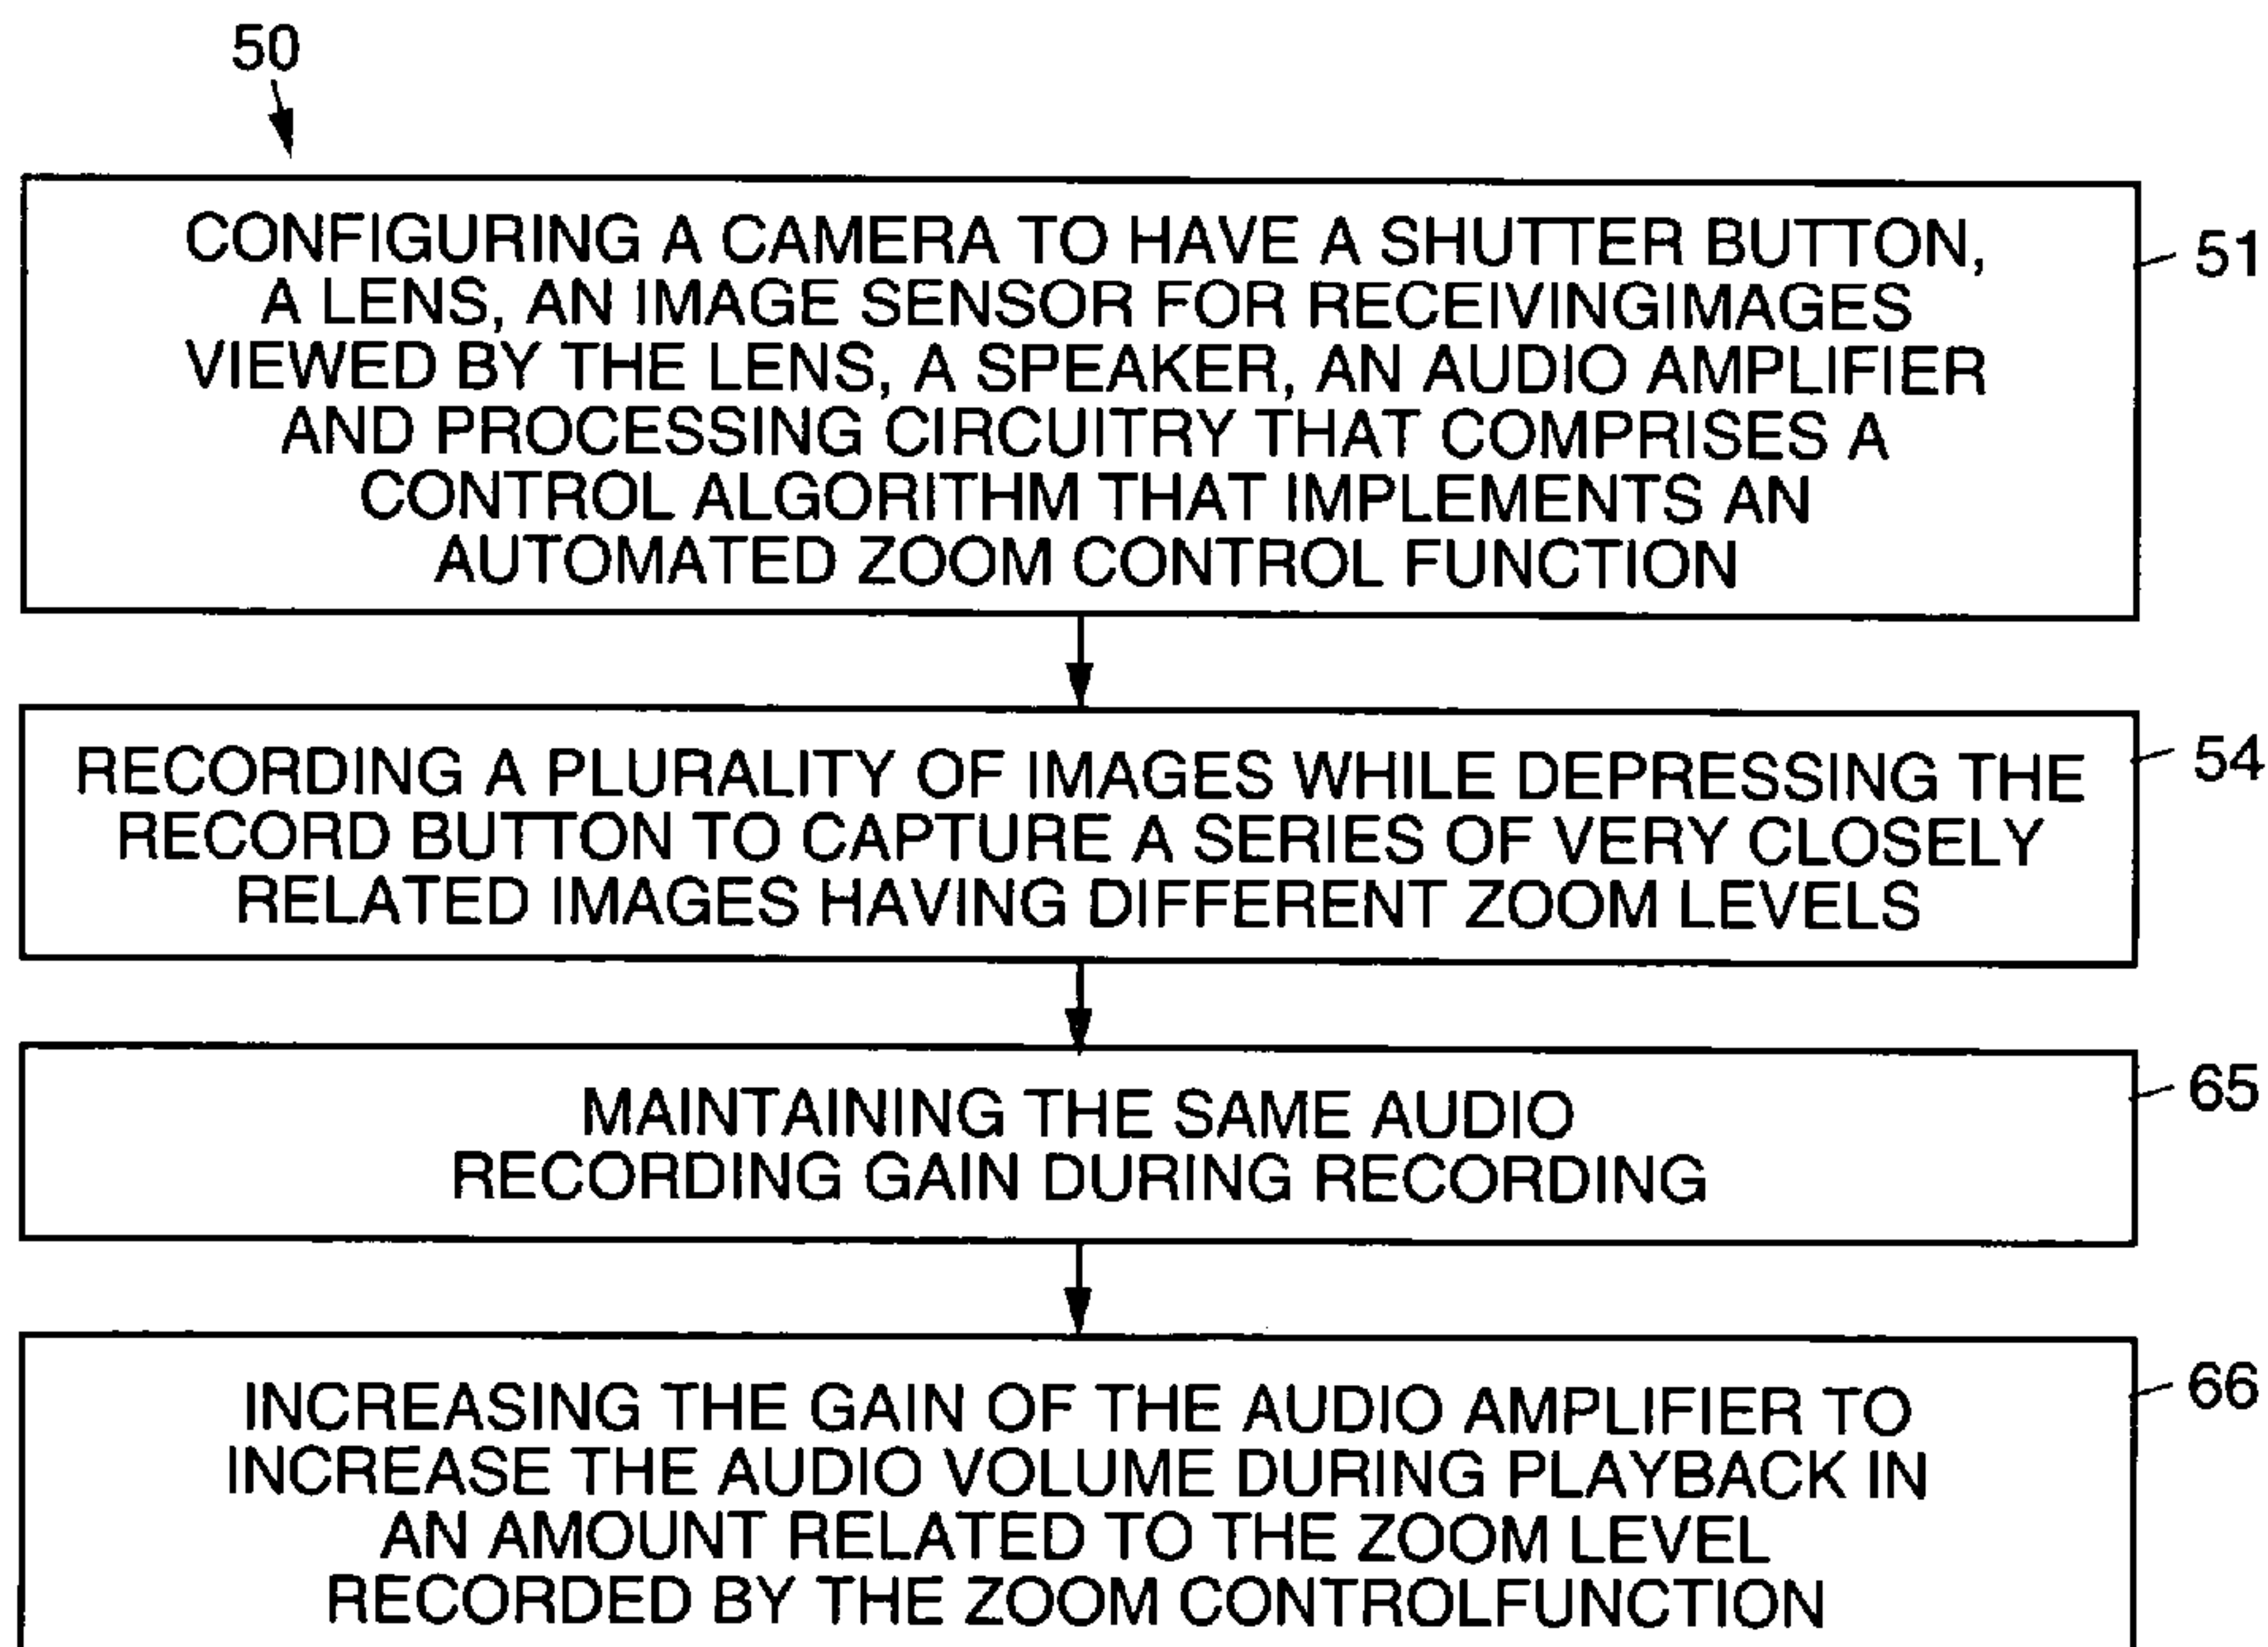 50
CONFIGURING A CAMERA TO HAVE A SHUTTER BUTTON,
A LENS, AN IMAGE SENSOR FOR RECEIVINGIMAGES
VIEWED BY THE LENS, A SPEAKER, AN AUDIO AMPLIFIER
AND PROCESSING CIRCUITRY THAT COMPRISES A
CONTROL ALGORITHM THAT IMPLEMENTS AN
AUTOMATED ZOOM CONTROL FUNCTION
51
RECORDING A PLURALITY OF IMAGES WHILE DEPRESSING THE
RECORD BUTTON TO CAPTURE A SERIES OF VERY CLOSELY
RELATED IMAGES HAVING DIFFERENT ZOOM LEVELS
54
MAINTAINING THE SAME AUDIO
RECORDING GAIN DURING RECORDING
65
INCREASING THE GAIN OF THE AUDIO AMPLIFIER TO
INCREASE THE AUDIO VOLUME DURING PLAYBACK IN
AN AMOUNT RELATED TO THE ZOOM LEVEL
RECORDED BY THE ZOOM CONTROLFUNCTION
66